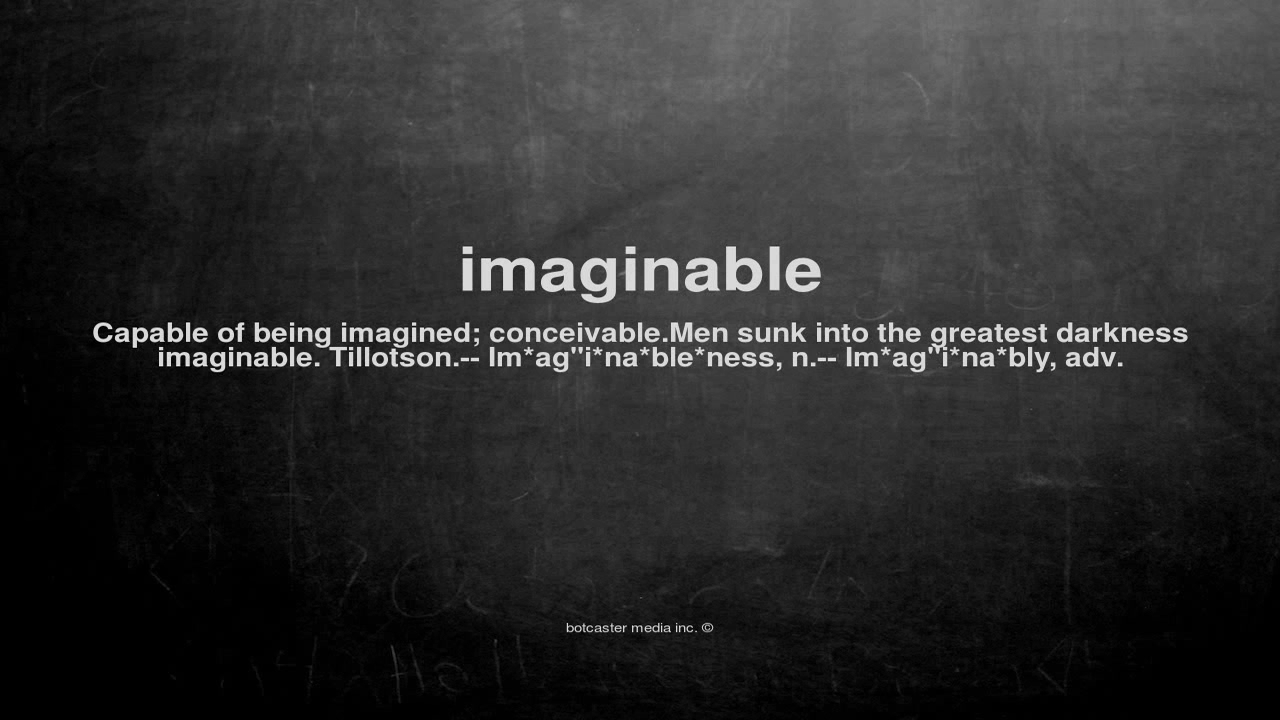 imaginable
Capable of being imagined; conceivable.Men sunk into the greatest darkness
imaginable. Tillotson.-- Im*ag"i*na*ble*ness, n.-- Im*ag"i*na*bly, adv.
botcaster media inc. ©